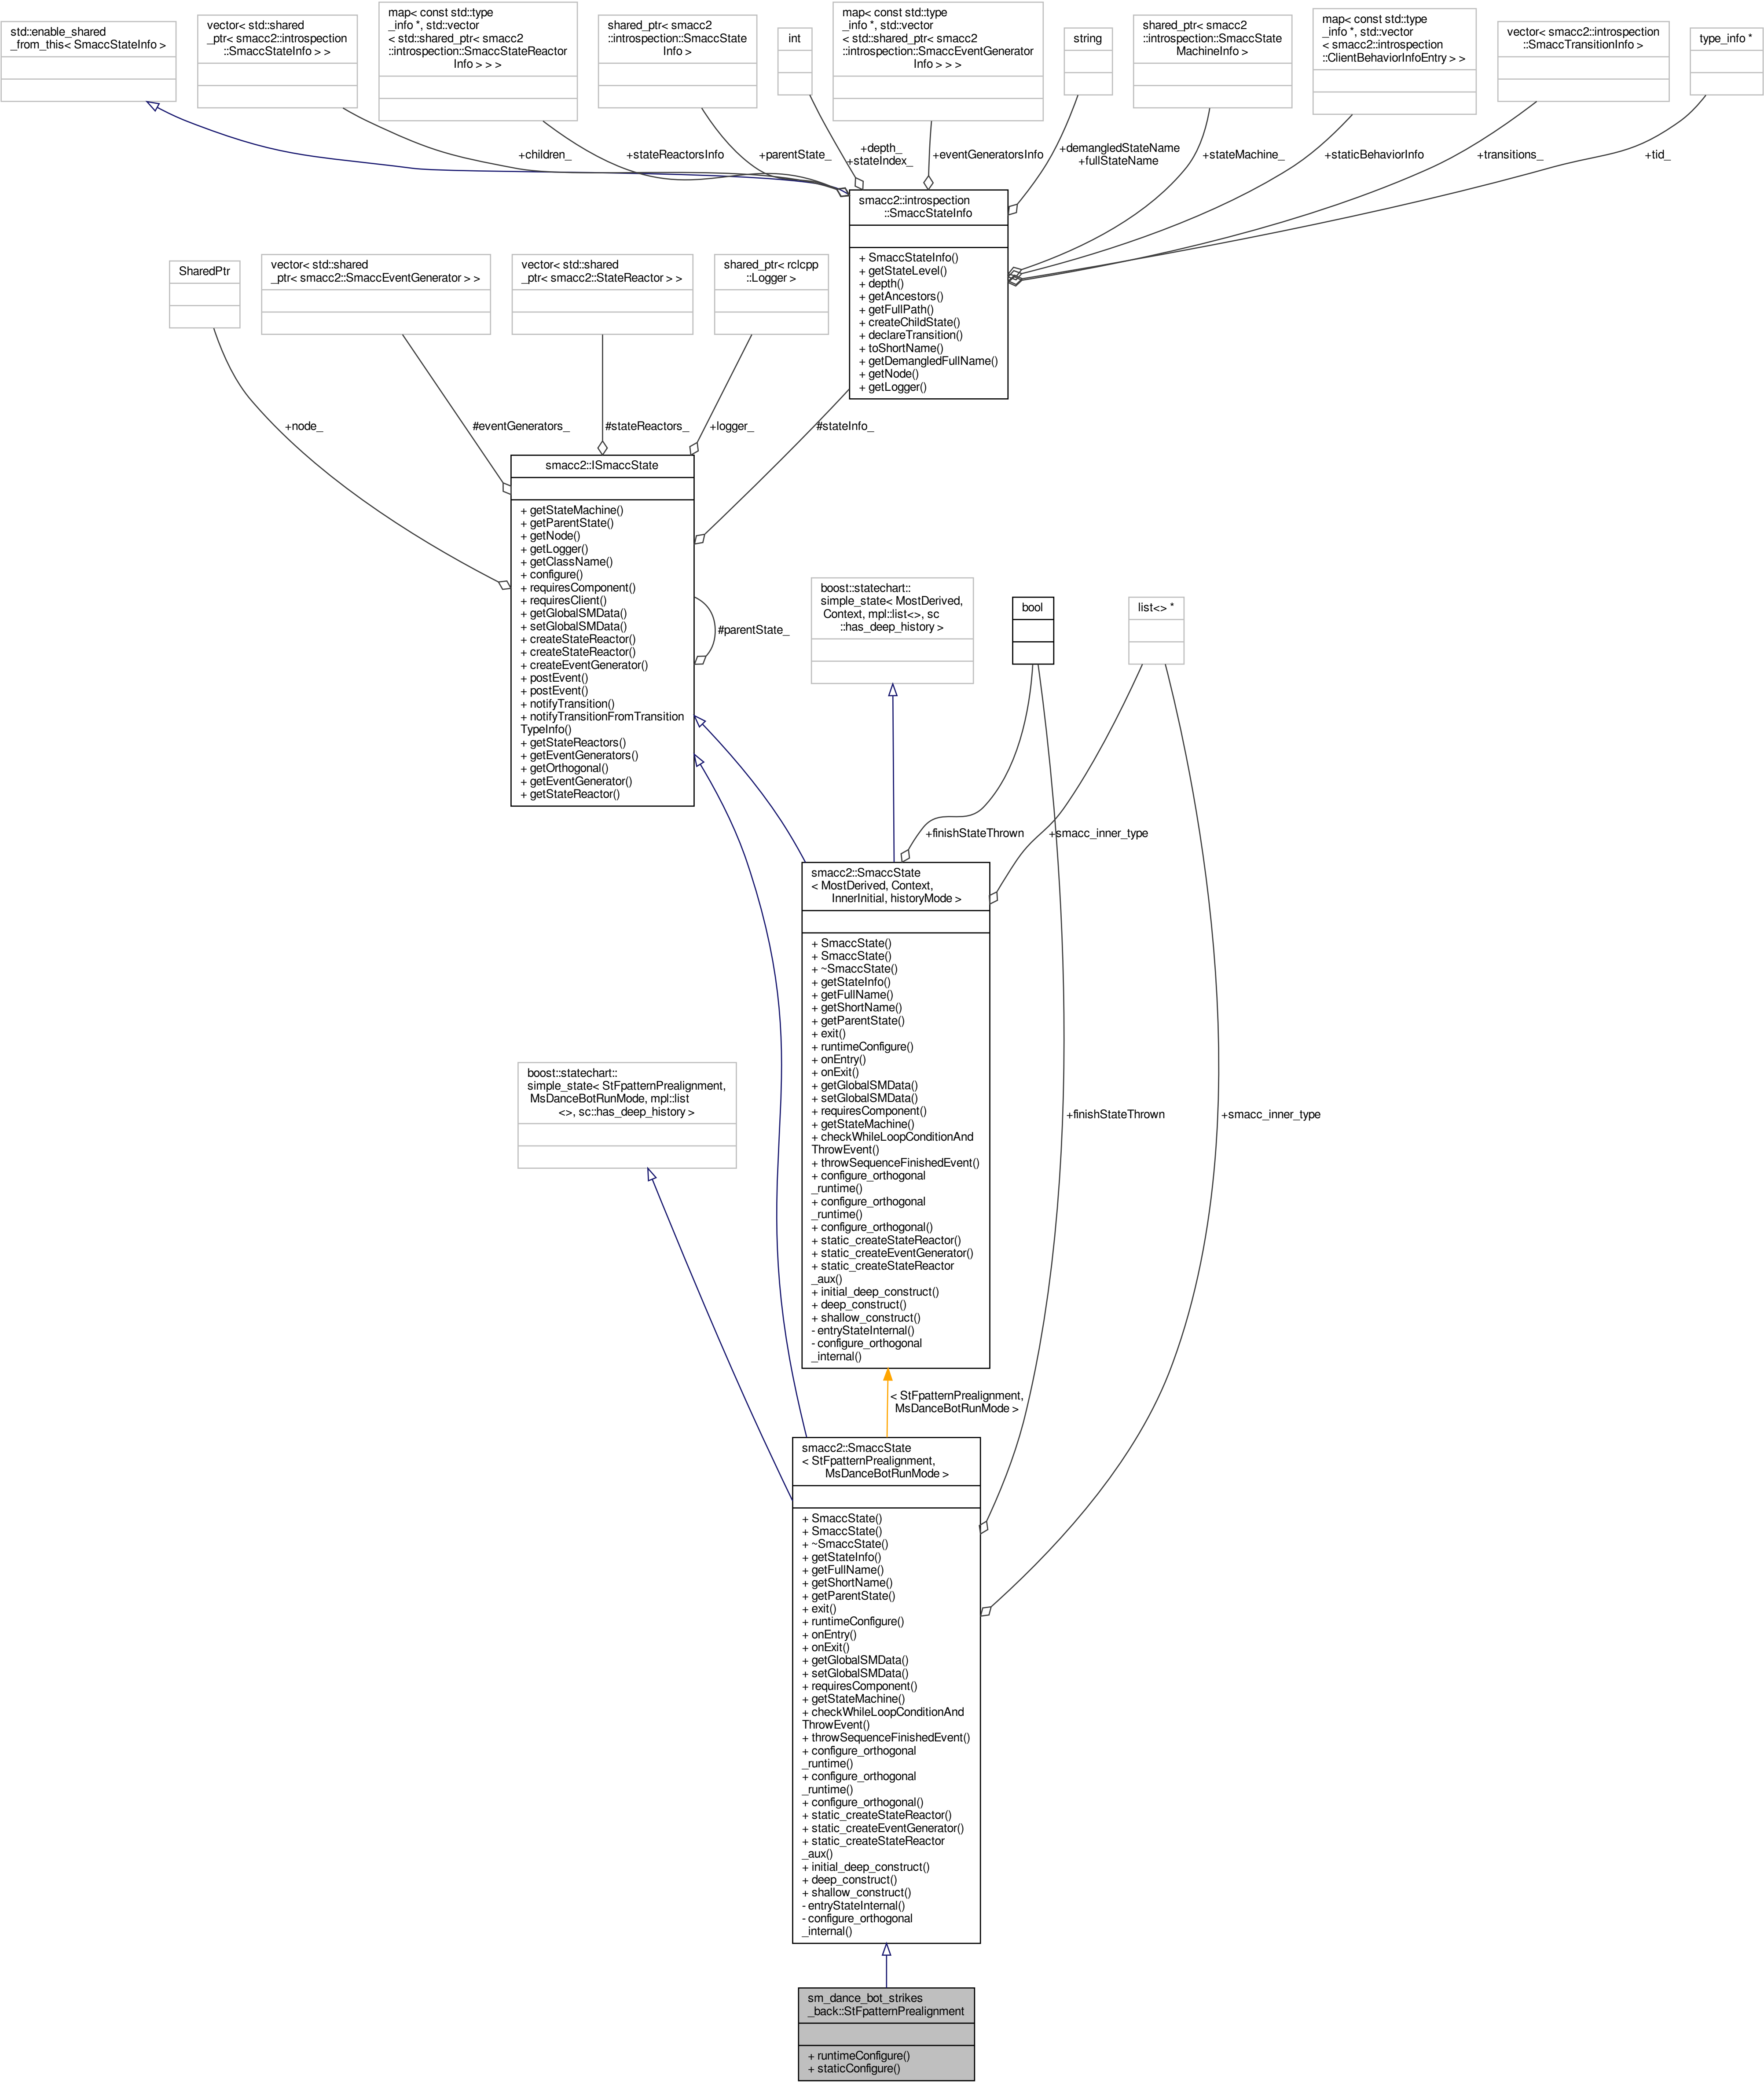 std::enable_shared
_from_this< SmaccStateInfo >
vector< std::shared
_ptr< smacc2::introspection
::SmaccStateInfo > >
map< const std::type
_info *, std::vector
< std::shared_ptr< smacc2
::introspection::SmaccStateReactor
Info > > >
shared_ptr< smacc2
::introspection::SmaccState
Info >
int
map< const std::type
_info *, std::vector
< std::shared_ptr< smacc2
::introspection::SmaccEventGenerator
Info > > >
string
shared_ptr< smacc2
::introspection::SmaccState
MachineInfo >
map< const std::type
_info *, std::vector
< smacc2::introspection
::ClientBehaviorInfoEntry > >
vector< smacc2::introspection
::SmaccTransitionInfo >
type_info *
+children_
+stateReactorsInfo
+parentState_
+depth_
+stateIndex_
+eventGeneratorsInfo
+demangledStateName
+fullStateName
+stateMachine_
+staticBehaviorInfo
+transitions_
+tid_
smacc2::introspection
::SmaccStateInfo
+ SmaccStateInfo()
+ getStateLevel()
+ depth()
+ getAncestors()
+ getFullPath()
+ createChildState()
+ declareTransition()
+ toShortName()
+ getDemangledFullName()
+ getNode()
+ getLogger()
SharedPtr
vector< std::shared
_ptr< smacc2::SmaccEventGenerator > >
vector< std::shared
_ptr< smacc2::StateReactor > >
shared_ptr< rclcpp
::Logger >
+node_
#eventGenerators_
#stateReactors_
+logger_
#stateInfo_
smacc2::ISmaccState
+ getStateMachine()
+ getParentState()
+ getNode()
+ getLogger()
+ getClassName()
+ configure()
+ requiresComponent()
+ requiresClient()
+ getGlobalSMData()
+ setGlobalSMData()
+ createStateReactor()
+ createStateReactor()
+ createEventGenerator()
+ postEvent()
+ postEvent()
+ notifyTransition()
+ notifyTransitionFromTransition
TypeInfo()
+ getStateReactors()
+ getEventGenerators()
+ getOrthogonal()
+ getEventGenerator()
+ getStateReactor()
#parentState_
boost::statechart::
simple_state< MostDerived,
Context, mpl::list<>, sc
::has_deep_history >
bool
list<> *
+finishStateThrown
+smacc_inner_type
smacc2::SmaccState
< MostDerived, Context,
InnerInitial, historyMode >
+ SmaccState()
+ SmaccState()
+ ~SmaccState()
+ getStateInfo()
+ getFullName()
+ getShortName()
+ getParentState()
+ exit()
+ runtimeConfigure()
+ onEntry()
+ onExit()
+ getGlobalSMData()
+ setGlobalSMData()
+ requiresComponent()
+ getStateMachine()
+ checkWhileLoopConditionAnd
ThrowEvent()
+ throwSequenceFinishedEvent()
+ configure_orthogonal
_runtime()
+ configure_orthogonal
_runtime()
+ configure_orthogonal()
+ static_createStateReactor()
+ static_createEventGenerator()
+ static_createStateReactor
_aux()
+ initial_deep_construct()
+ deep_construct()
+ shallow_construct()
- entryStateInternal()
- configure_orthogonal
_internal()
boost::statechart::
simple_state< StFpatternPrealignment,
MsDanceBotRunMode, mpl::list
<>, sc::has_deep_history >
+finishStateThrown
+smacc_inner_type
< StFpatternPrealignment,
MsDanceBotRunMode >
smacc2::SmaccState
< StFpatternPrealignment,
MsDanceBotRunMode >
+ SmaccState()
+ SmaccState()
+ ~SmaccState()
+ getStateInfo()
+ getFullName()
+ getShortName()
+ getParentState()
+ exit()
+ runtimeConfigure()
+ onEntry()
+ onExit()
+ getGlobalSMData()
+ setGlobalSMData()
+ requiresComponent()
+ getStateMachine()
+ checkWhileLoopConditionAnd
ThrowEvent()
+ throwSequenceFinishedEvent()
+ configure_orthogonal
_runtime()
+ configure_orthogonal
_runtime()
+ configure_orthogonal()
+ static_createStateReactor()
+ static_createEventGenerator()
+ static_createStateReactor
_aux()
+ initial_deep_construct()
+ deep_construct()
+ shallow_construct()
- entryStateInternal()
- configure_orthogonal
_internal()
sm_dance_bot_strikes
_back::StFpatternPrealignment
+ runtimeConfigure()
+ staticConfigure()